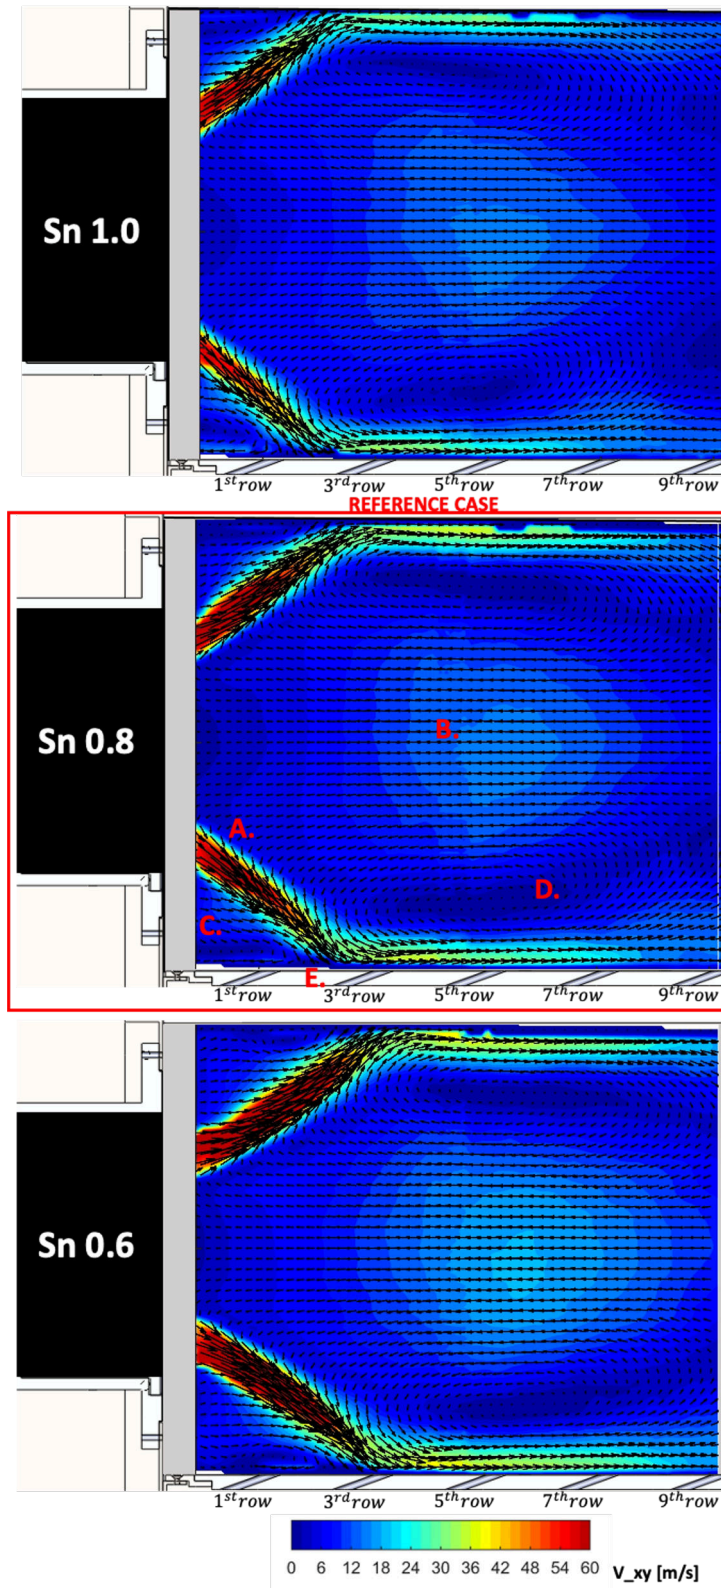 Sn 1.0
1ˢᵗrow 3ʳᵈrow 5ᵗʰrow 7ᵗʰrow 9ᵗʰrow
REFERENCE CASE
Sn 0.8
B.
A.
D.
C.
E.
1ˢᵗrow 3ʳᵈrow 5ᵗʰrow 7ᵗʰrow 9ᵗʰrow
Sn 0.6
1ˢᵗrow 3ʳᵈrow 5ᵗʰrow 7ᵗʰrow 9ᵗʰrow
0 6 12 18 24 30 36 42 48 54 60 V_xy [m/s]